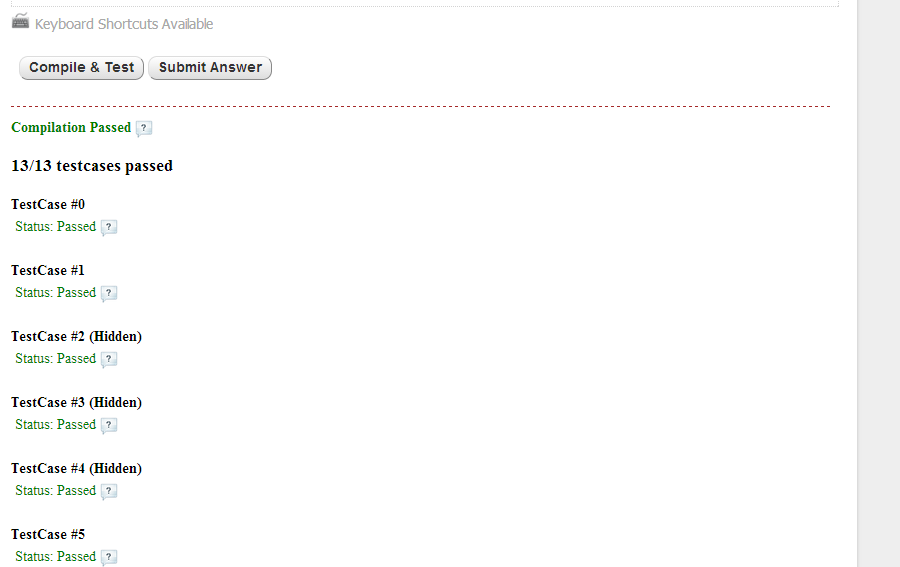 Keyboard Shortcuts Available
Compile & Test Submit Answer
Compilation Passed ?
13/13 testcases passed
TestCase #0
Status: Passed ?
TestCase #1
Status: Passed ?
TestCase #2 (Hidden)
Status: Passed ?
TestCase #3 (Hidden)
Status: Passed ?
TestCase #4 (Hidden)
Status: Passed ?
TestCase #5
Status: Passed ?